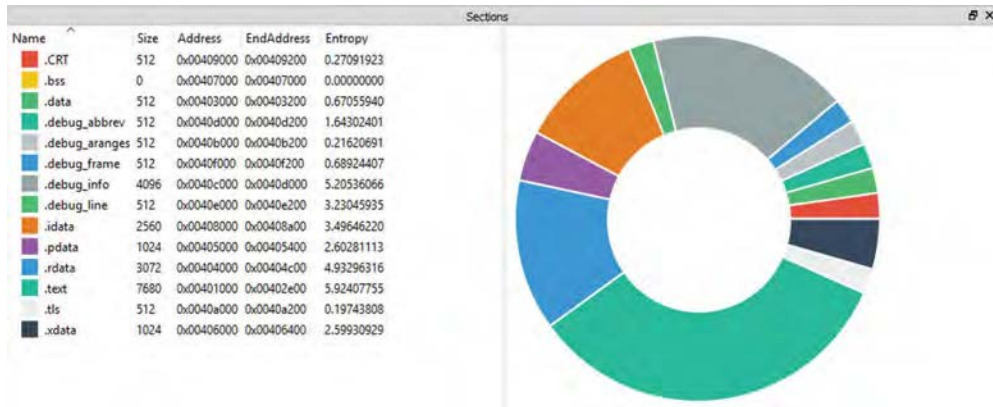 Sections
Name Size Address EndAddress Entropy
.CRT 512 0x00409000 0x00409200 0.27091923
.bss 0 0x00407000 0x00407000 0.00000000
.data 512 0x00403000 0x00403200 0.67055940
.debug_abbrev 512 0x0040d000 0x0040d200 1.64302401
.debug_aranges 512 0x0040b000 0x0040b200 0.21620691
.debug_frame 512 0x0040f000 0x0040f200 0.68924407
.debug_info 4096 0x0040c000 0x0040d000 5.20536066
.debug_line 512 0x0040e000 0x0040e200 3.23045935
.idata 2560 0x00408000 0x00408a00 3.49646220
.pdata 1024 0x00405000 0x00405400 2.60281113
.rdata 3072 0x00404000 0x00404c00 4.93296316
.text 7680 0x00401000 0x00402e00 5.92407755
.tls 512 0x0040a000 0x0040a200 0.19743808
.xdata 1024 0x00406000 0x00406400 2.59930929